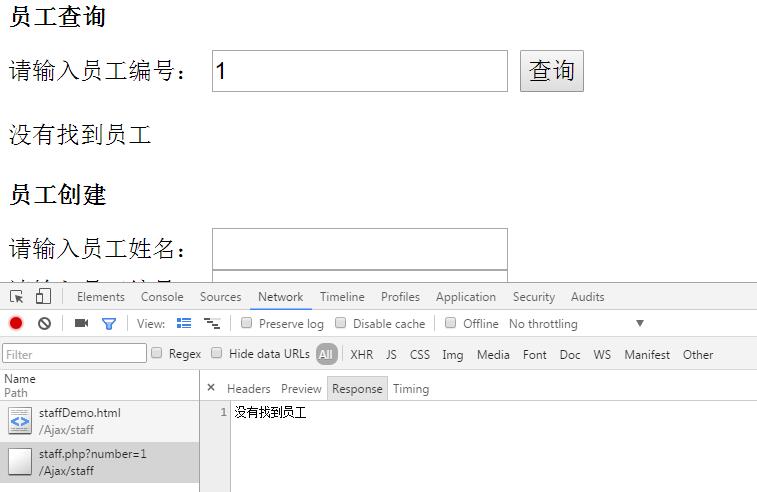 员工查询
请输入员工编号： 1 查询
没有找到员工
员工创建
请输入员工姓名：
Elements Console Sources Network Timeline Profiles Application Security Audits
View: Preserve log Disable cache Offline No throttling
Filter Regex Hide data URLs All XHR JS CSS Img Media Font Doc WS Manifest Other
Name
Path
× Headers Preview Response Timing
staffDemo.html
/Ajax/staff
staff.php?number=1
/Ajax/staff
1 没有找到员工